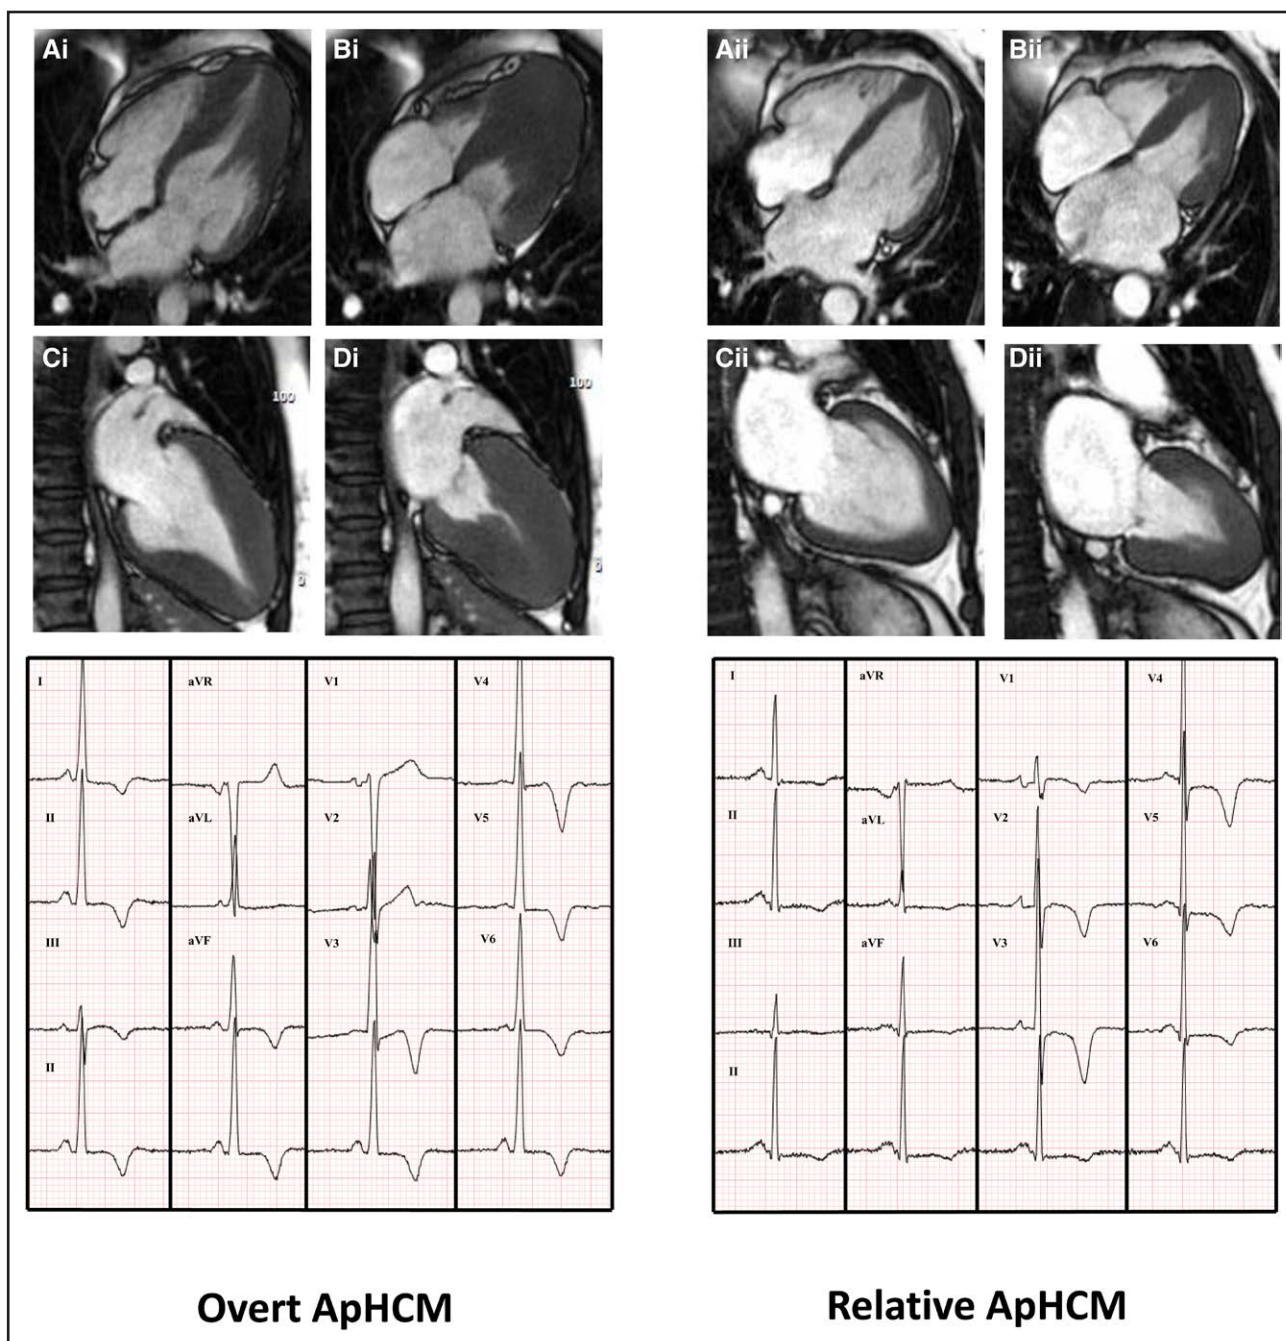 Ai Bi Aii Bii
Ci Di Cii Dii
100 100
0 0
I aVR V1 V4 I aVR V1 V4
II aVL V2 V5 II aVL V2 V5
III aVF V3 V6 III aVF V3 V6
II II
Overt ApHCM Relative ApHCM